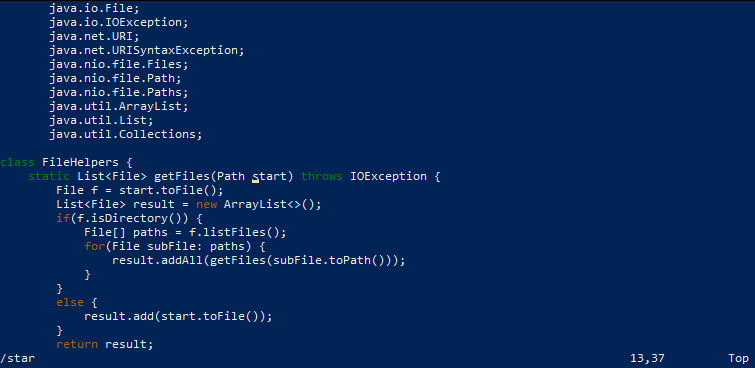 java.io.File;
java.io.IOException;
java.net.URI;
java.net.URISyntaxException;
java.nio.file.Files;
java.nio.file.Path;
java.nio.file.Paths;
java.util.ArrayList;
java.util.List;
java.util.Collections;
class FileHelpers {
    static List<File> getFiles(Path start) throws IOException {
        File f = start.toFile();
        List<File> result = new ArrayList<>();
        if(f.isDirectory()) {
            File[] paths = f.listFiles();
            for(File subFile: paths) {
                result.addAll(getFiles(subFile.toPath()));
            }
        }
        else {
            result.add(start.toFile());
        }
        return result;
/star 13,37 Top